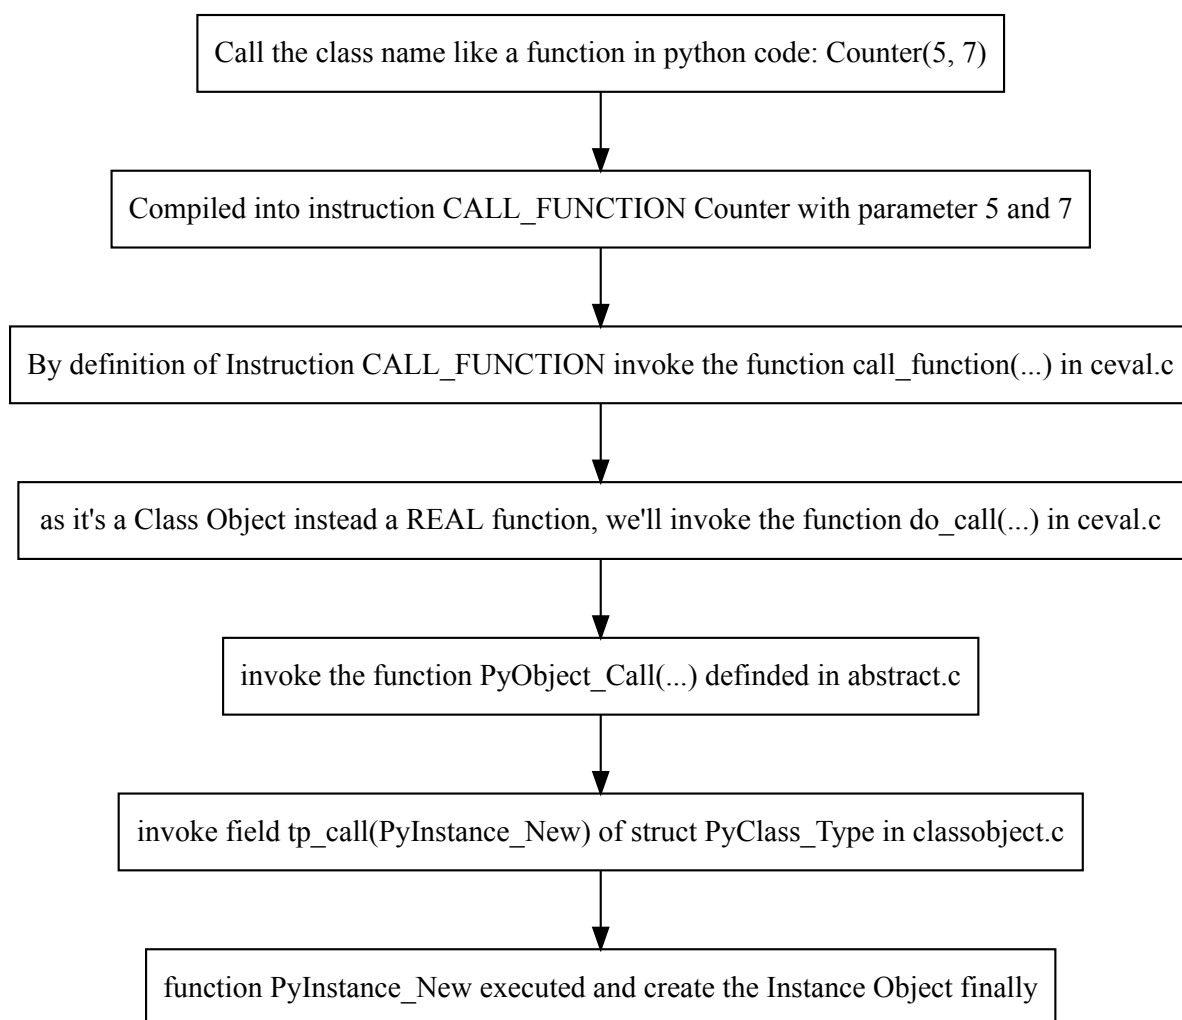 Call the class name like a function in python code: Counter(5, 7)
Compiled into instruction CALL_FUNCTION Counter with parameter 5 and 7
By definition of Instruction CALL_FUNCTION invoke the function call_function(...) in ceval.c
as it's a Class Object instead a REAL function, we'll invoke the function do_call(...) in ceval.c
invoke the function PyObject_Call(...) definded in abstract.c
invoke field tp_call(PyInstance_New) of struct PyClass_Type in classobject.c
function PyInstance_New executed and create the Instance Object finally